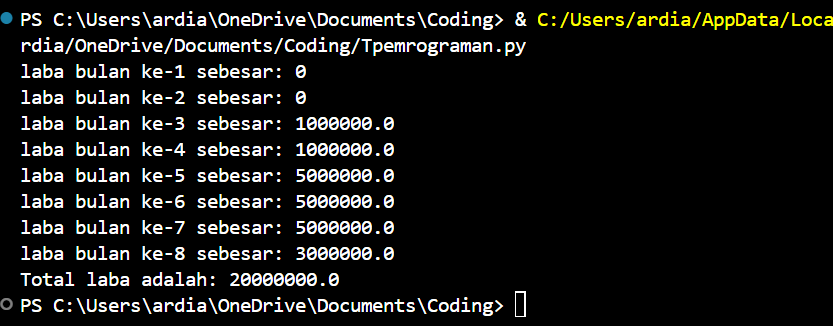 PS C:\Users\ardia\OneDrive\Documents\Coding> & C:/Users/ardia/AppData/Loca
rdia/OneDrive/Documents/Coding/Tpemrograman.py
laba bulan ke-1 sebesar: 0
laba bulan ke-2 sebesar: 0
laba bulan ke-3 sebesar: 1000000.0
laba bulan ke-4 sebesar: 1000000.0
laba bulan ke-5 sebesar: 5000000.0
laba bulan ke-6 sebesar: 5000000.0
laba bulan ke-7 sebesar: 5000000.0
laba bulan ke-8 sebesar: 3000000.0
Total laba adalah: 20000000.0
PS C:\Users\ardia\OneDrive\Documents\Coding>